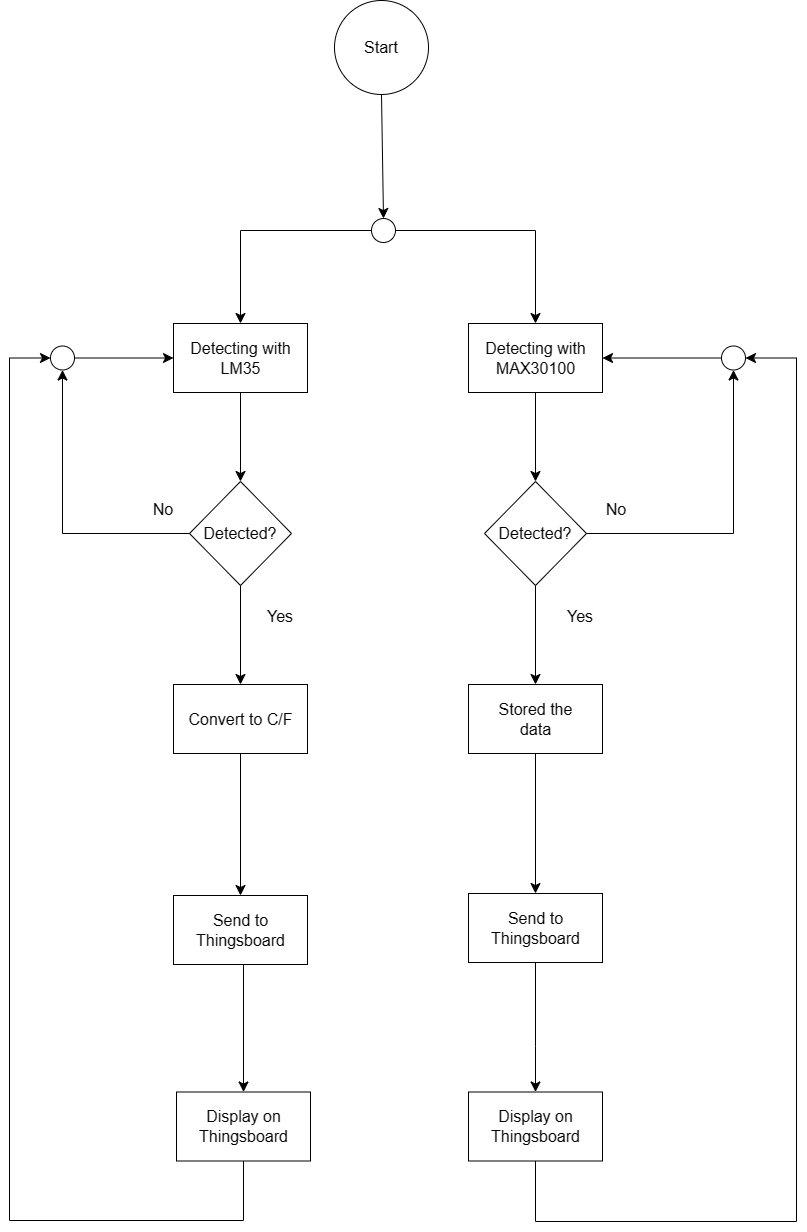 Start
Detecting with
LM35
Detecting with
MAX30100
No
No
Detected?
Detected?
Yes
Yes
Convert to C/F
Stored the
data
Send to
Thingsboard
Send to
Thingsboard
Display on
Thingsboard
Display on
Thingsboard